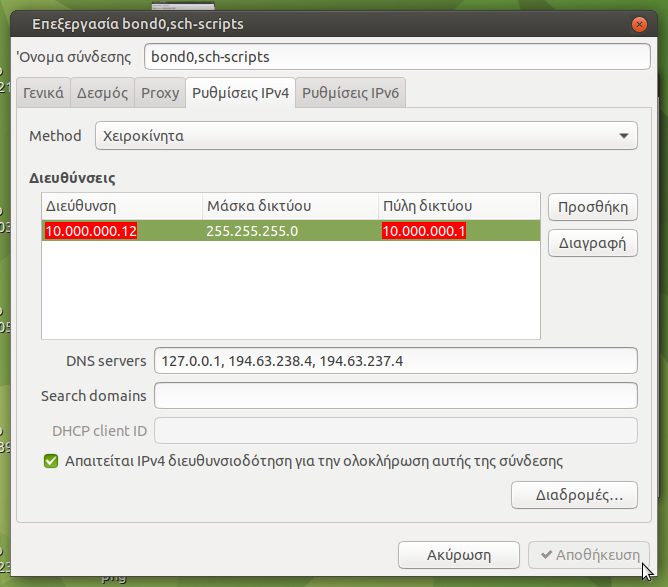 Επεξεργασία bond0,sch-scripts
Όνομα σύνδεσης bond0,sch-scripts
Γενικά Δεσμός Proxy Ρυθμίσεις IPv4 Ρυθμίσεις IPv6
Method Χειροκίνητα
Διευθύνσεις
Διεύθυνση Μάσκα δικτύου Πύλη δικτύου Προσθήκη
10.000.000.12 255.255.255.0 10.000.000.1
Διαγραφή
DNS servers 127.0.0.1, 194.63.238.4, 194.63.237.4
Search domains
DHCP client ID
Απαιτείται IPv4 διευθυνσιοδότηση για την ολοκλήρωση αυτής της σύνδεσης
Διαδρομές…
Ακύρωση Αποθήκευση
png